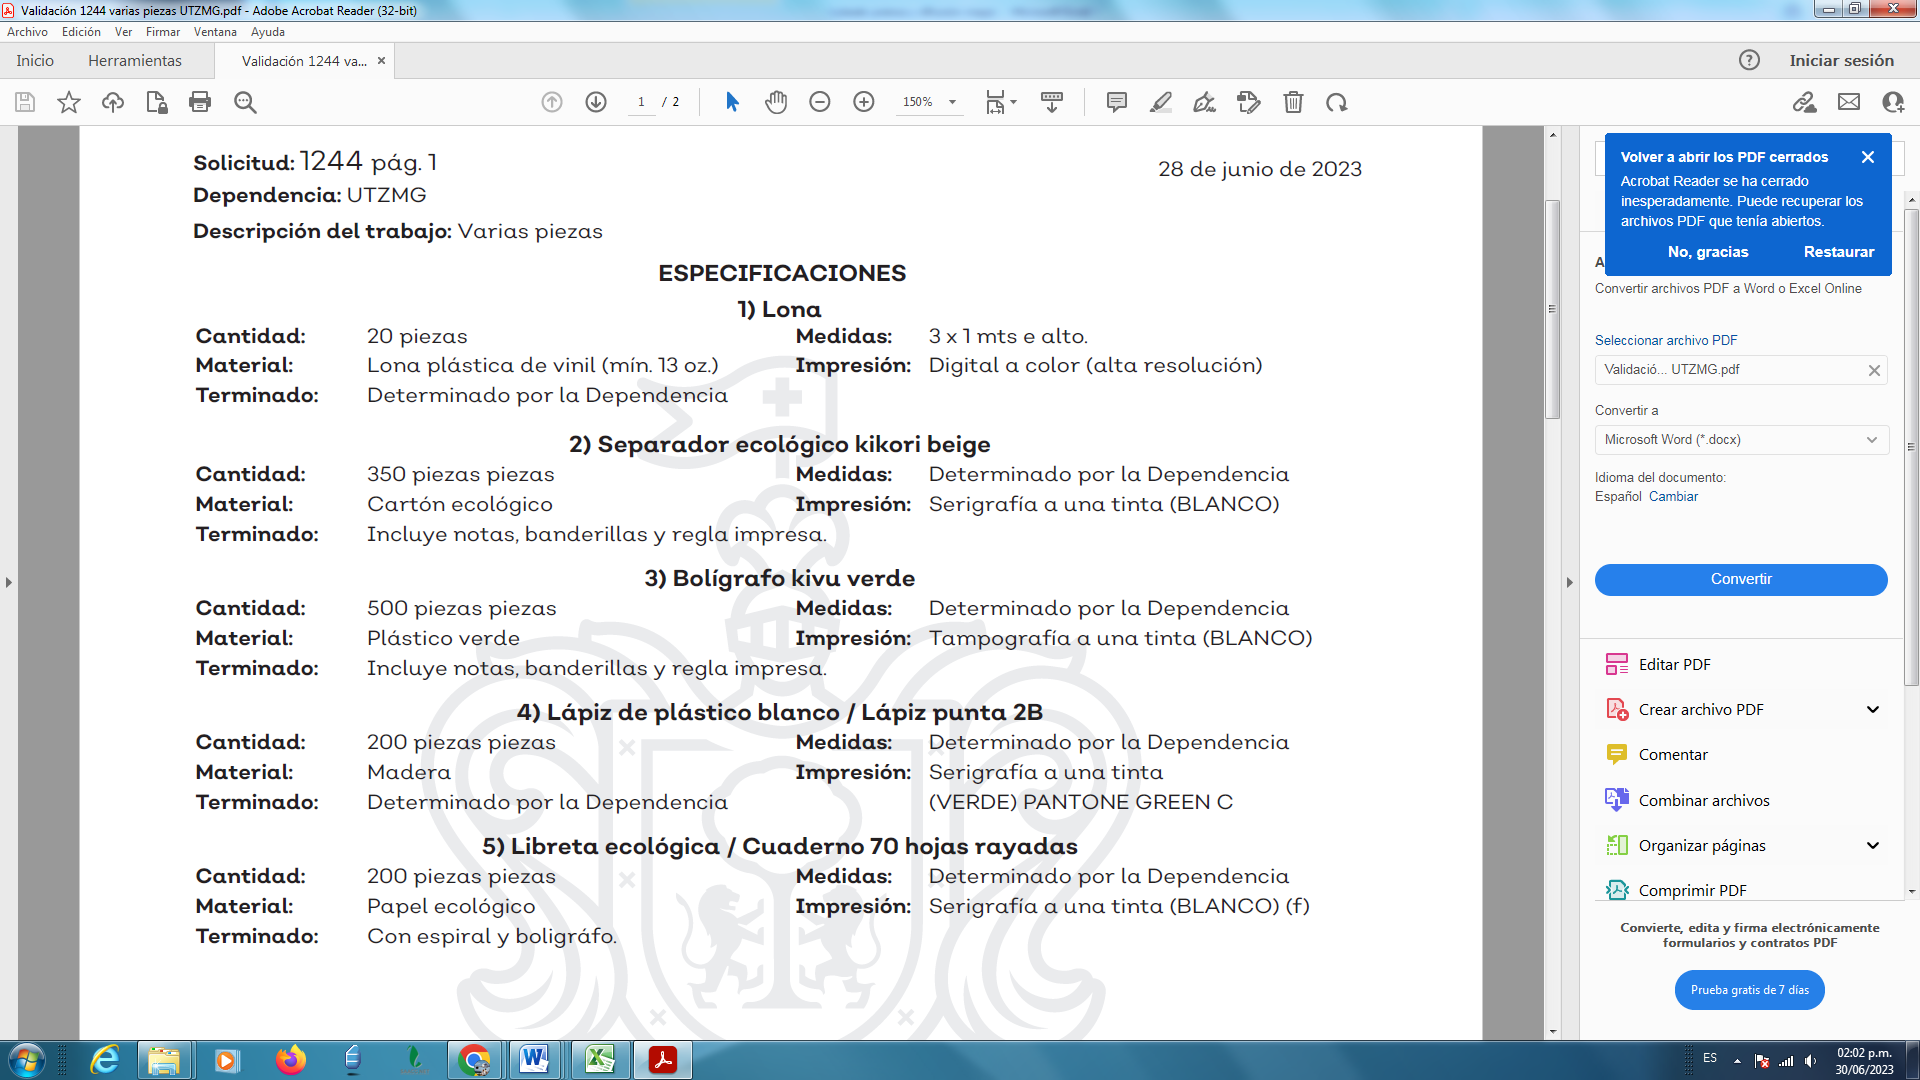 Validación 1244 varias piezas UTZMG.pdf - Adobe Acrobat Reader (32-bit)
Archivo Edición Ver Firmar Ventana Ayuda
Inicio Herramientas Validación 1244 va... × Iniciar sesión
1 / 2 150%
Solicitud: 1244 pág. 1
28 de junio de 2023
Dependencia: UTZMG
Descripción del trabajo: Varias piezas
ESPECIFICACIONES
1) Lona
Cantidad: 20 piezas Medidas: 3 x 1 mts e alto.
Material: Lona plástica de vinil (mín. 13 oz.) Impresión: Digital a color (alta resolución)
Terminado: Determinado por la Dependencia
2) Separador ecológico kikori beige
Cantidad: 350 piezas piezas Medidas: Determinado por la Dependencia
Material: Cartón ecológico Impresión: Serigrafía a una tinta (BLANCO)
Terminado: Incluye notas, banderillas y regla impresa.
3) Bolígrafo kivu verde
Cantidad: 500 piezas piezas Medidas: Determinado por la Dependencia
Material: Plástico verde Impresión: Tampografía a una tinta (BLANCO)
Terminado: Incluye notas, banderillas y regla impresa.
4) Lápiz de plástico blanco / Lápiz punta 2B
Cantidad: 200 piezas piezas Medidas: Determinado por la Dependencia
Material: Madera Impresión: Serigrafía a una tinta
Terminado: Determinado por la Dependencia (VERDE) PANTONE GREEN C
5) Libreta ecológica / Cuaderno 70 hojas rayadas
Cantidad: 200 piezas piezas Medidas: Determinado por la Dependencia
Material: Papel ecológico Impresión: Serigrafía a una tinta (BLANCO) (f)
Terminado: Con espiral y boligráfo.
Volver a abrir los PDF cerrados
Acrobat Reader se ha cerrado
inesperadamente. Puede recuperar los
archivos PDF que tenía abiertos.
No, gracias Restaurar
Convertir archivos PDF a Word o Excel Online
Seleccionar archivo PDF
Validació... UTZMG.pdf
Convertir a
Microsoft Word (*.docx)
Idioma del documento:
Español Cambiar
Convertir
Editar PDF
Crear archivo PDF
Comentar
Combinar archivos
Organizar páginas
Comprimir PDF
Convierte, edita y firma electrónicamente
formularios y contratos PDF
Prueba gratis de 7 días
ES
02:02 p.m.
30/06/2023